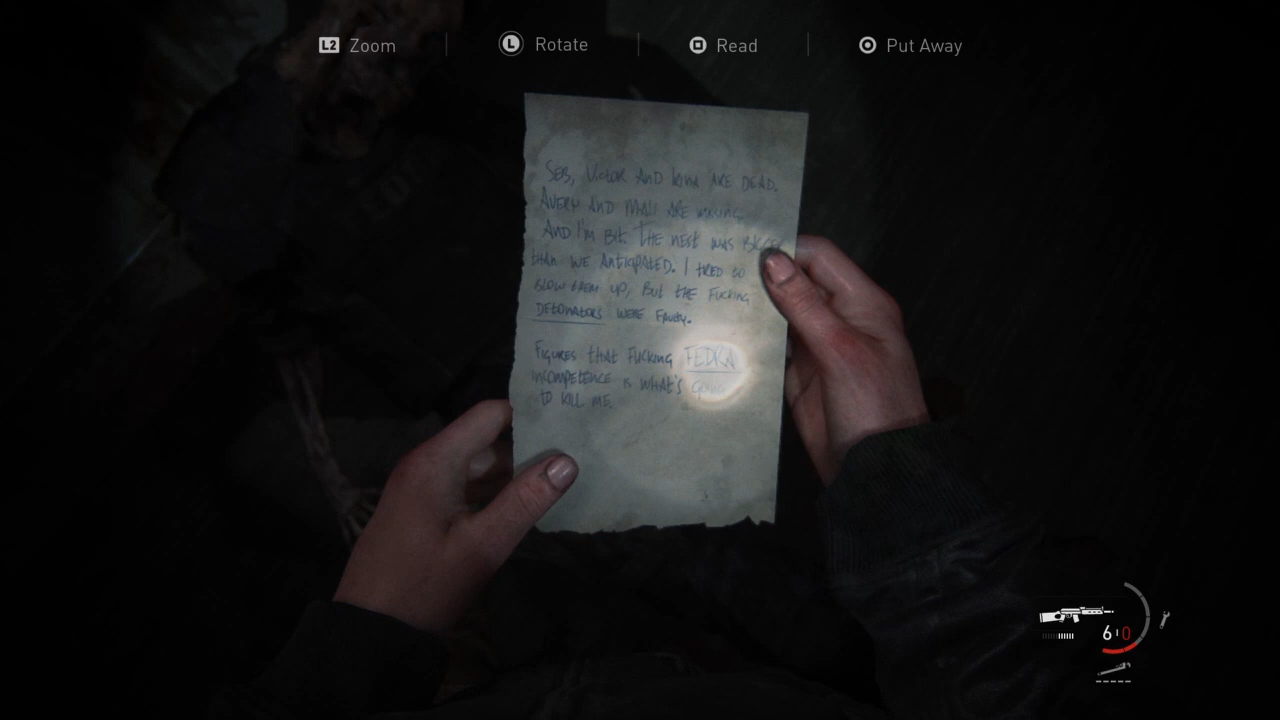 L2 Zoom
L Rotate
Read
Put Away
SEB, VICTOR AND KIMA ARE DEAD.
AVERY AND MALI ARE MISSING.
AND I'M BIT. THE NEST WAS BIGGER
THAN WE ANTICIPATED. I TRIED TO
BLOW THEM UP, BUT THE FUCKING
DETONATORS WERE FAULTY.
FIGURES THAT FUCKING FEDRA
INCOMPETENCE IS WHAT'S GOING
TO KILL ME.
6 0